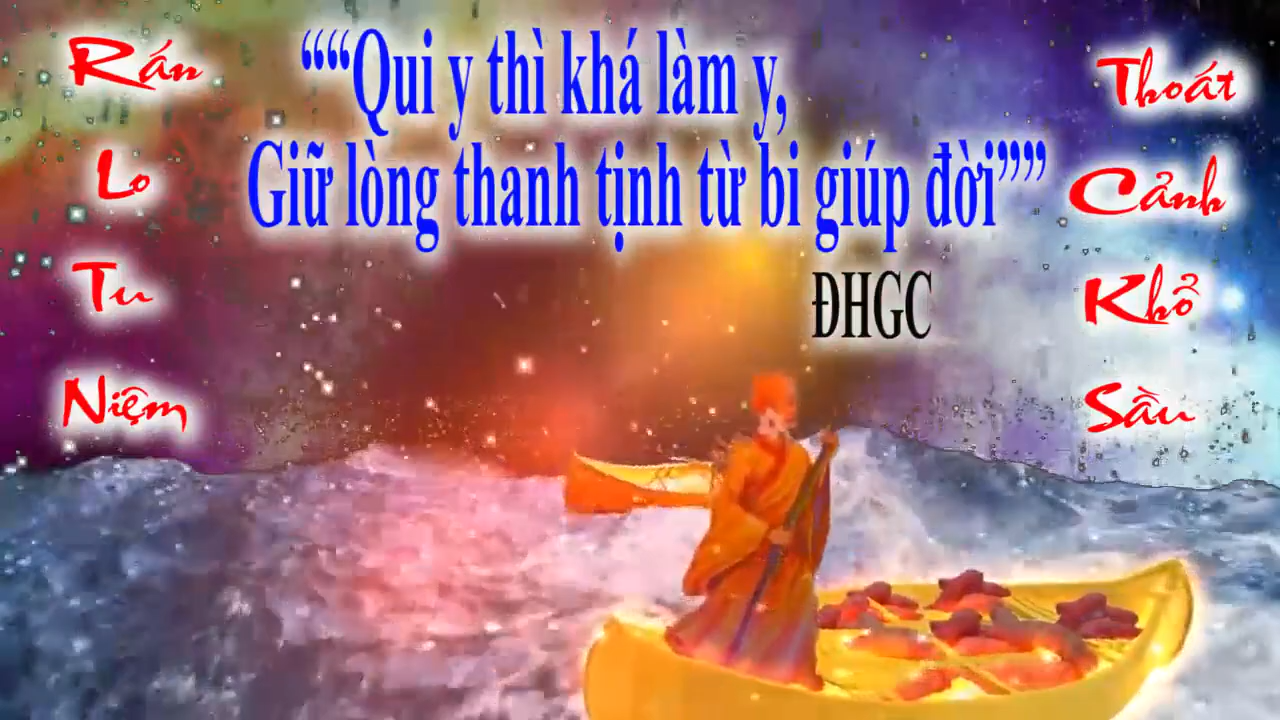 ““Qui y thì khá làm y,
Giữ lòng thanh tịnh từ bi giúp đời””
ĐHGC
Rấn
Lo
Tu
Niệm
Thoát
Cảnh
Khổ
Sầu